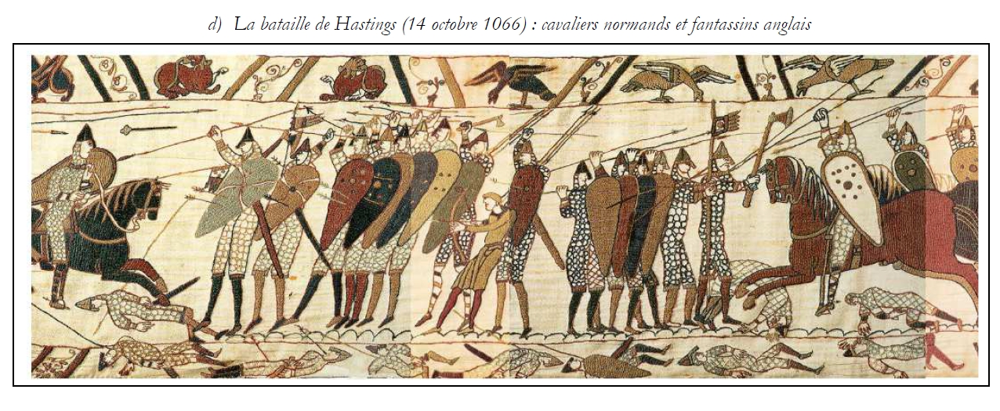 d) La bataille de Hastings (14 octobre 1066) : cavaliers normands et fantassins anglais